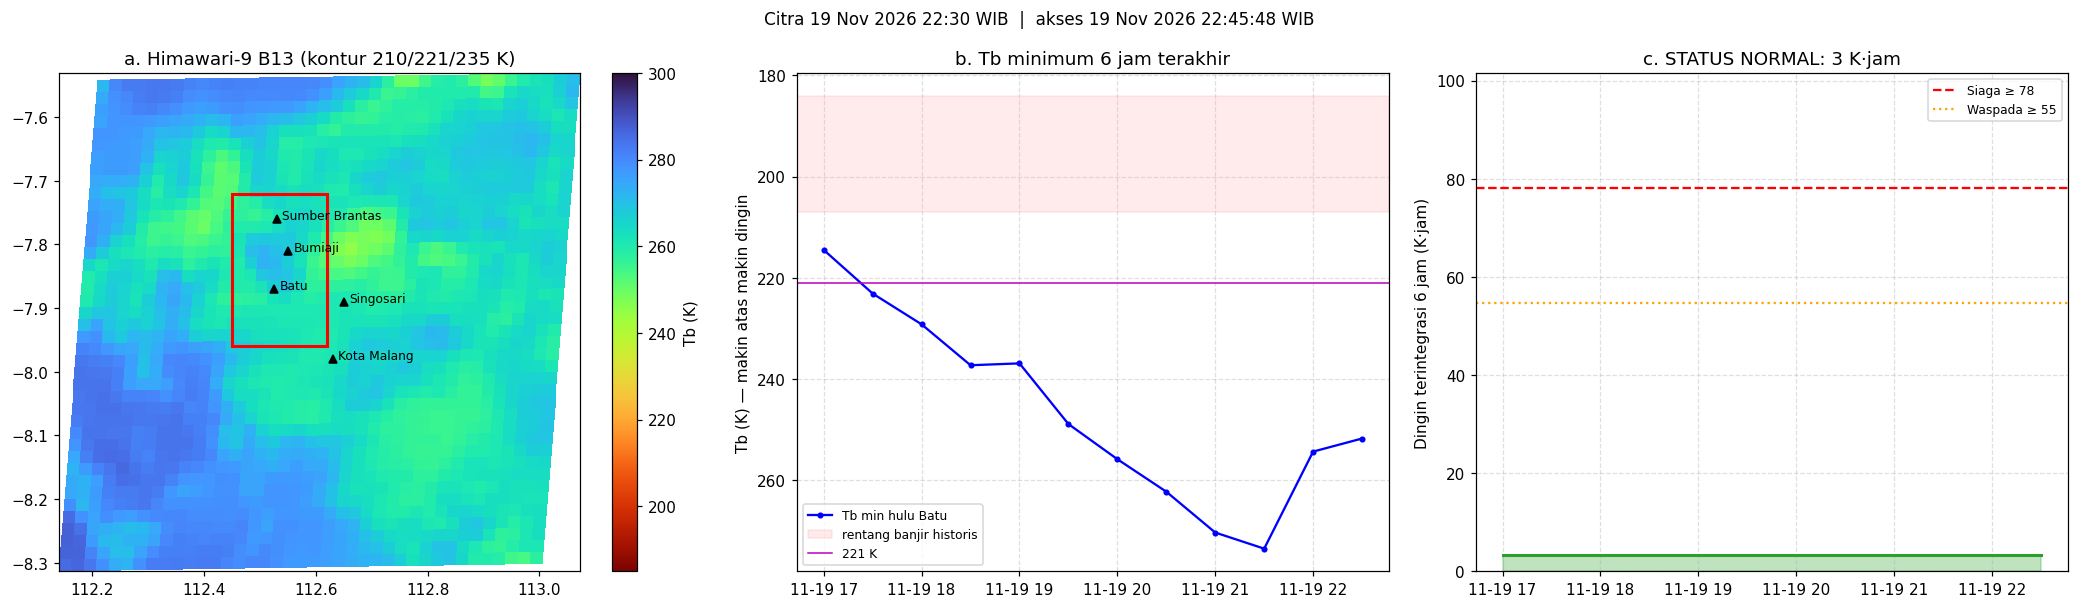 Citra 19 Nov 2026 22:30 WIB  |  akses 19 Nov 2026 22:45:48 WIB
a. Himawari-9 B13 (kontur 210/221/235 K)
−7.6
−7.7
−7.8
−7.9
−8.0
−8.1
−8.2
−8.3
112.2
112.4
112.6
112.8
113.0
Sumber Brantas
Bumiaji
Batu
Singosari
Kota Malang
300
280
260
240
220
200
Tb (K)
b. Tb minimum 6 jam terakhir
Tb (K) — makin atas makin dingin
180
200
220
240
260
Tb min hulu Batu
rentang banjir historis
221 K
11-19 17
11-19 18
11-19 19
11-19 20
11-19 21
11-19 22
c. STATUS NORMAL: 3 K·jam
Dingin terintegrasi 6 jam (K·jam)
100
80
60
40
20
0
Siaga ≥ 78
Waspada ≥ 55
11-19 17
11-19 18
11-19 19
11-19 20
11-19 21
11-19 22